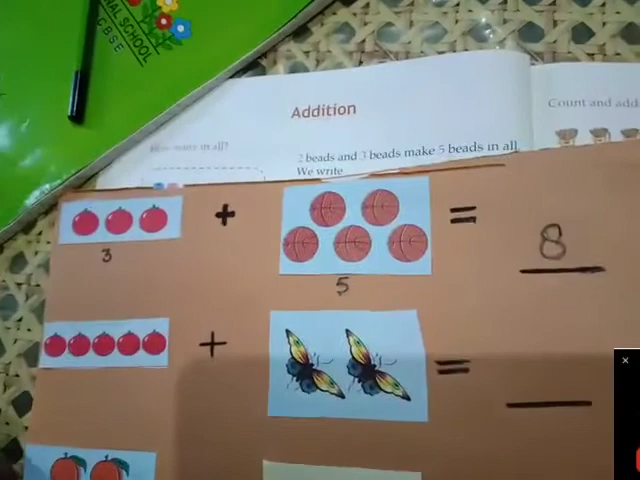 NAL SCHOOL
CBSE
Addition
Count and add.
How many in all?
2 beads and 3 beads make 5 beads in all.
We write
+ = 8
3 5
+ =